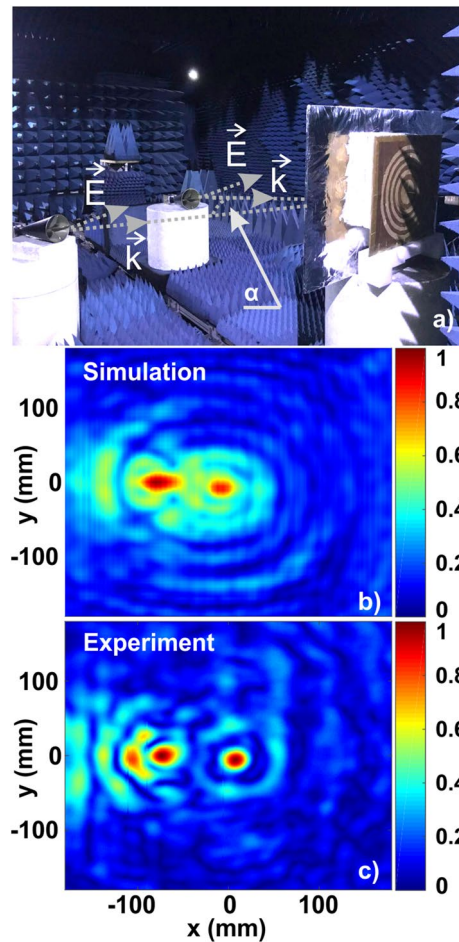 E
k
E
k
α
a)
Simulation
1
0.8
0.6
0.4
0.2
0
100
0
-100
y (mm)
b)
Experiment
1
0.8
0.6
0.4
0.2
0
100
0
-100
y (mm)
c)
-100 0 100
x (mm)